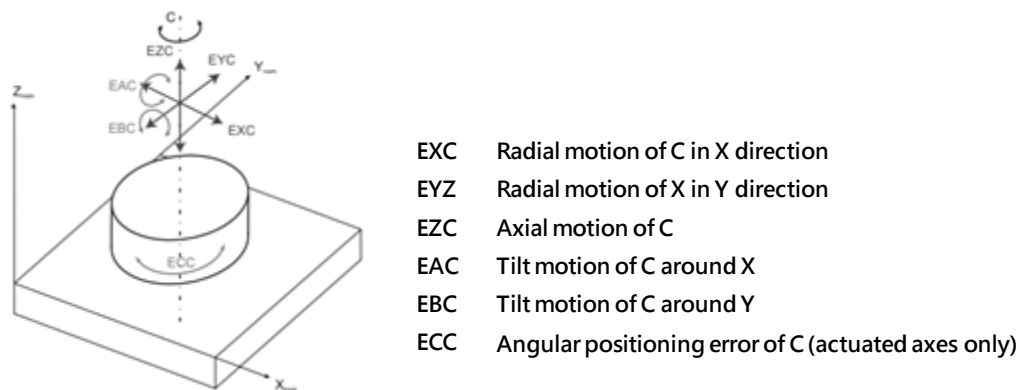 C
EZC
EYC
EAC
EBC
EXC
ECC
EXC Radial motion of C in X direction
EYZ Radial motion of X in Y direction
EZC Axial motion of C
EAC Tilt motion of C around X
EBC Tilt motion of C around Y
ECC Angular positioning error of C (actuated axes only)